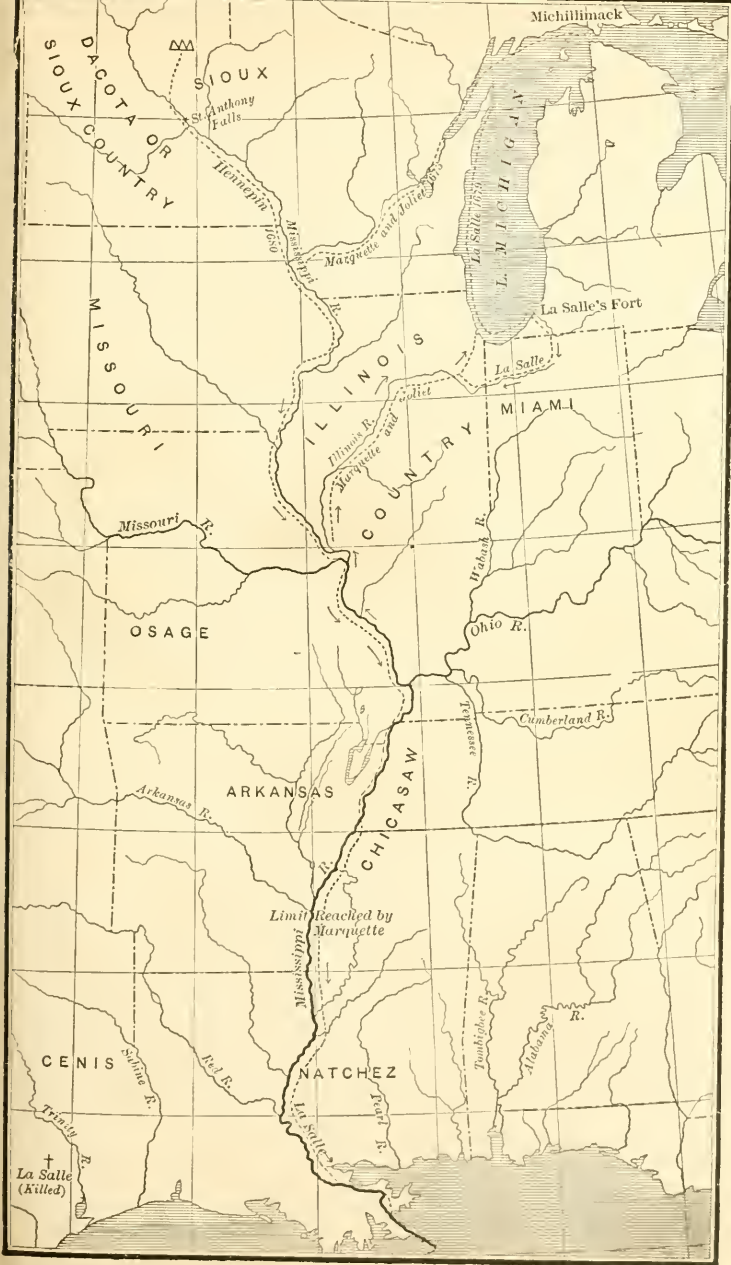 Michillimack
DACOTA OR
SIOUX COUNTRY
SIOUX
St. Anthony
Falls
Hennepin
1680
Mississippi
R.
Marquette and Joliet 1673
La Salle 1679
L. MICHIGAN
La Salle's Fort
MISSOURI
ILLINOIS
COUNTRY
La Salle
Joliet
Marquette and
Illinois R.
MIAMI
Missouri R.
Wabash R.
OSAGE
Ohio R.
Tennessee R.
Cumberland R.
Arkansas R.
ARKANSAS
CHICASAW
R.
Limit Reached by
Marquette
Mississippi
CENIS
Sabine R.
Red R.
NATCHEZ
Tombigbee R.
Alabama
R.
Trinity
R.
La Salle
Pearl R.
La Salle
(Killed)